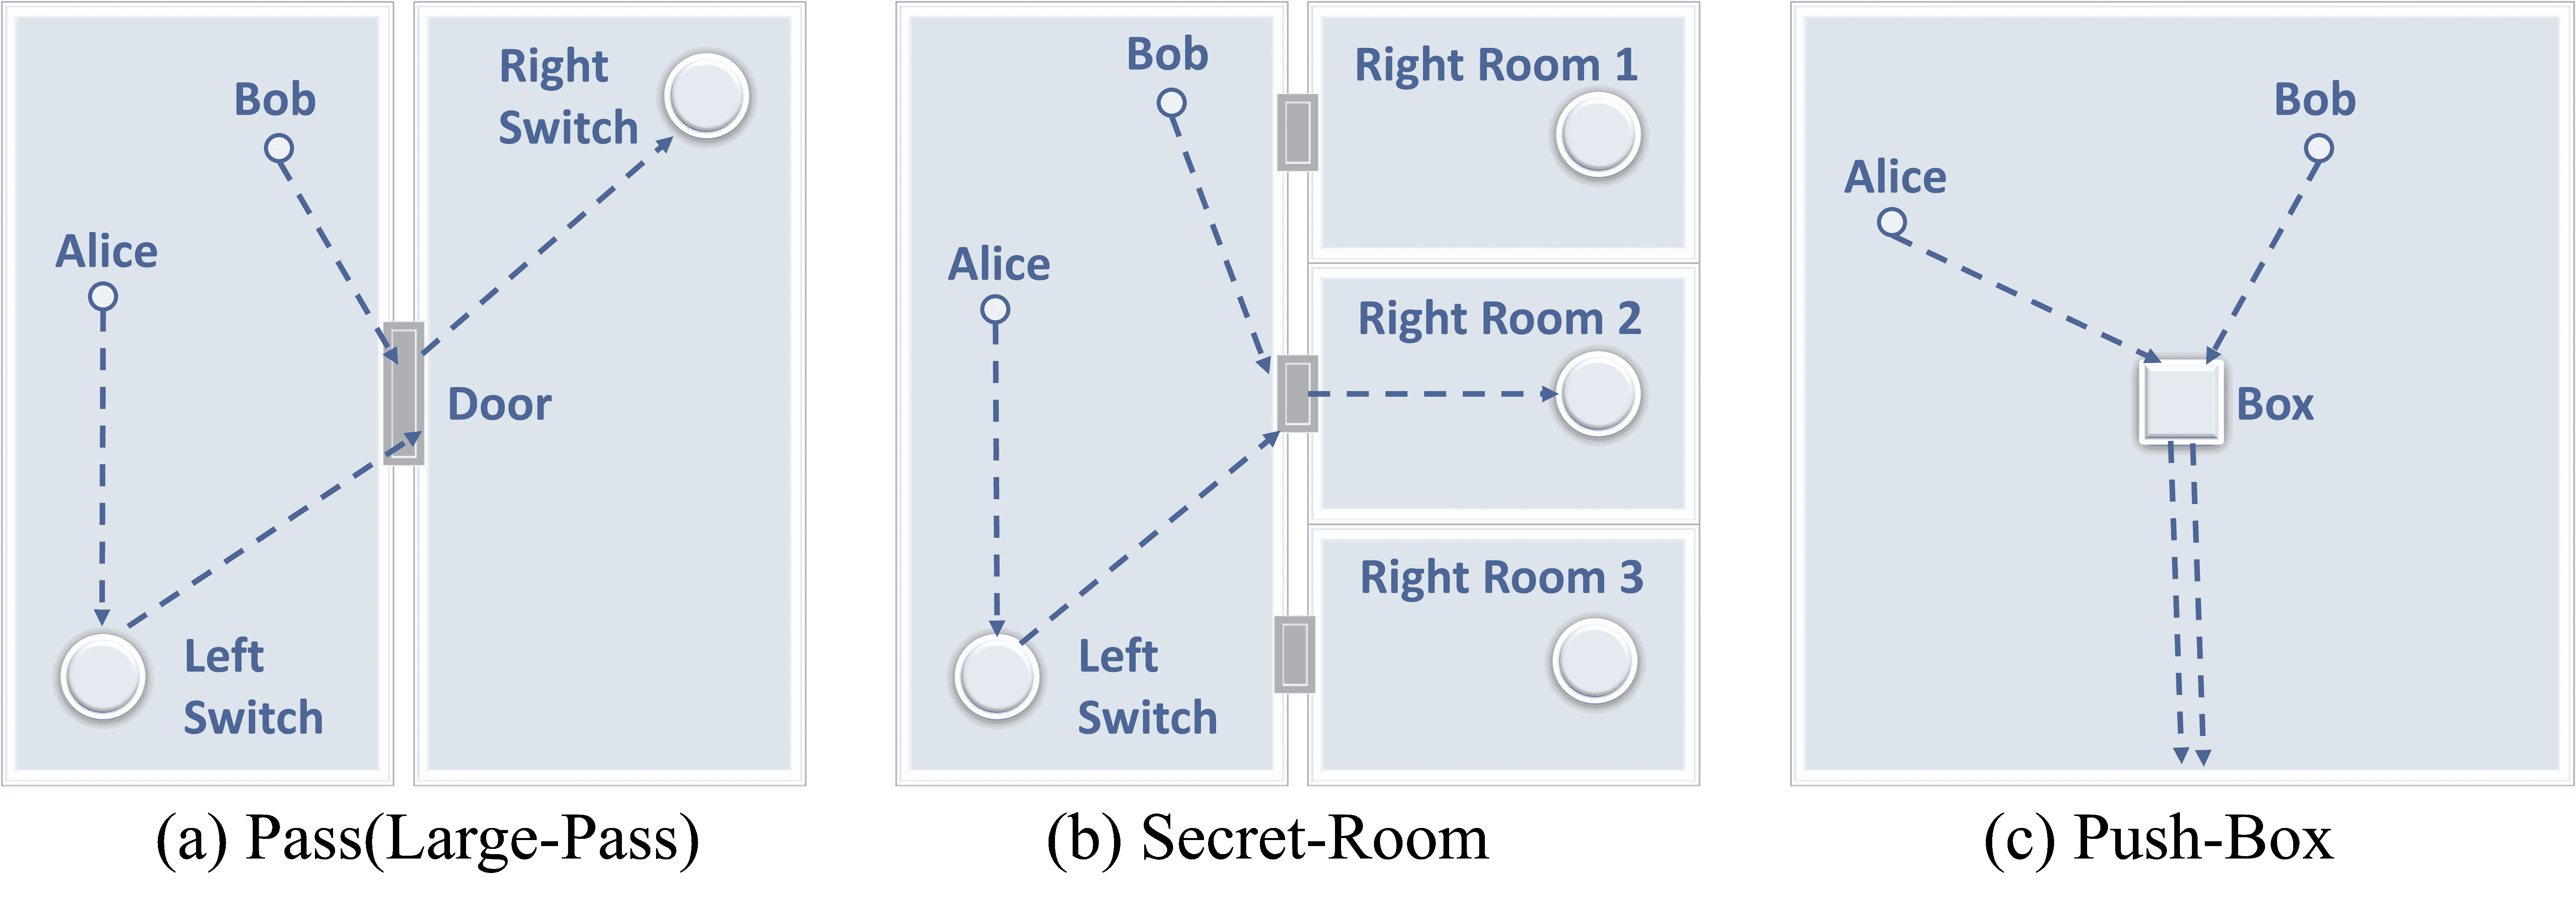 Bob
Right
Switch
Alice
Door
Left
Switch
(a) Pass(Large-Pass)
Bob
Right Room 1
Alice
Right Room 2
Right Room 3
Left
Switch
(b) Secret-Room
Bob
Alice
Box
(c) Push-Box